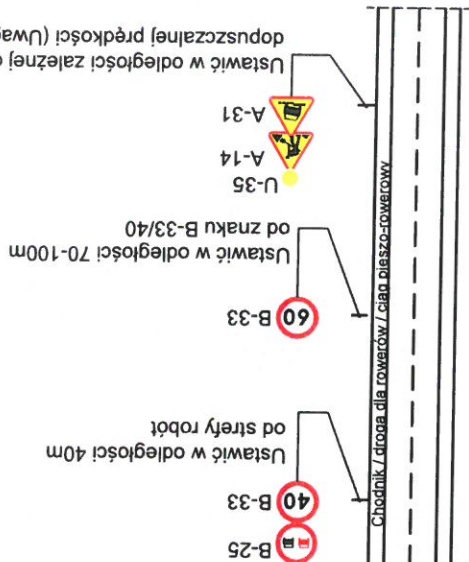 B-25
40 B-33
Ustawić w odległości 40m
od strefy robót
60 B-33
Ustawić w odległości 70-100m
od znaku B-33/40
U-35
A-14
A-31
Ustawić w odległości zależnej
dopuszczalnej prędkości
Chodnik / droga dla rowerów / ciąg pieszo-rowerowy